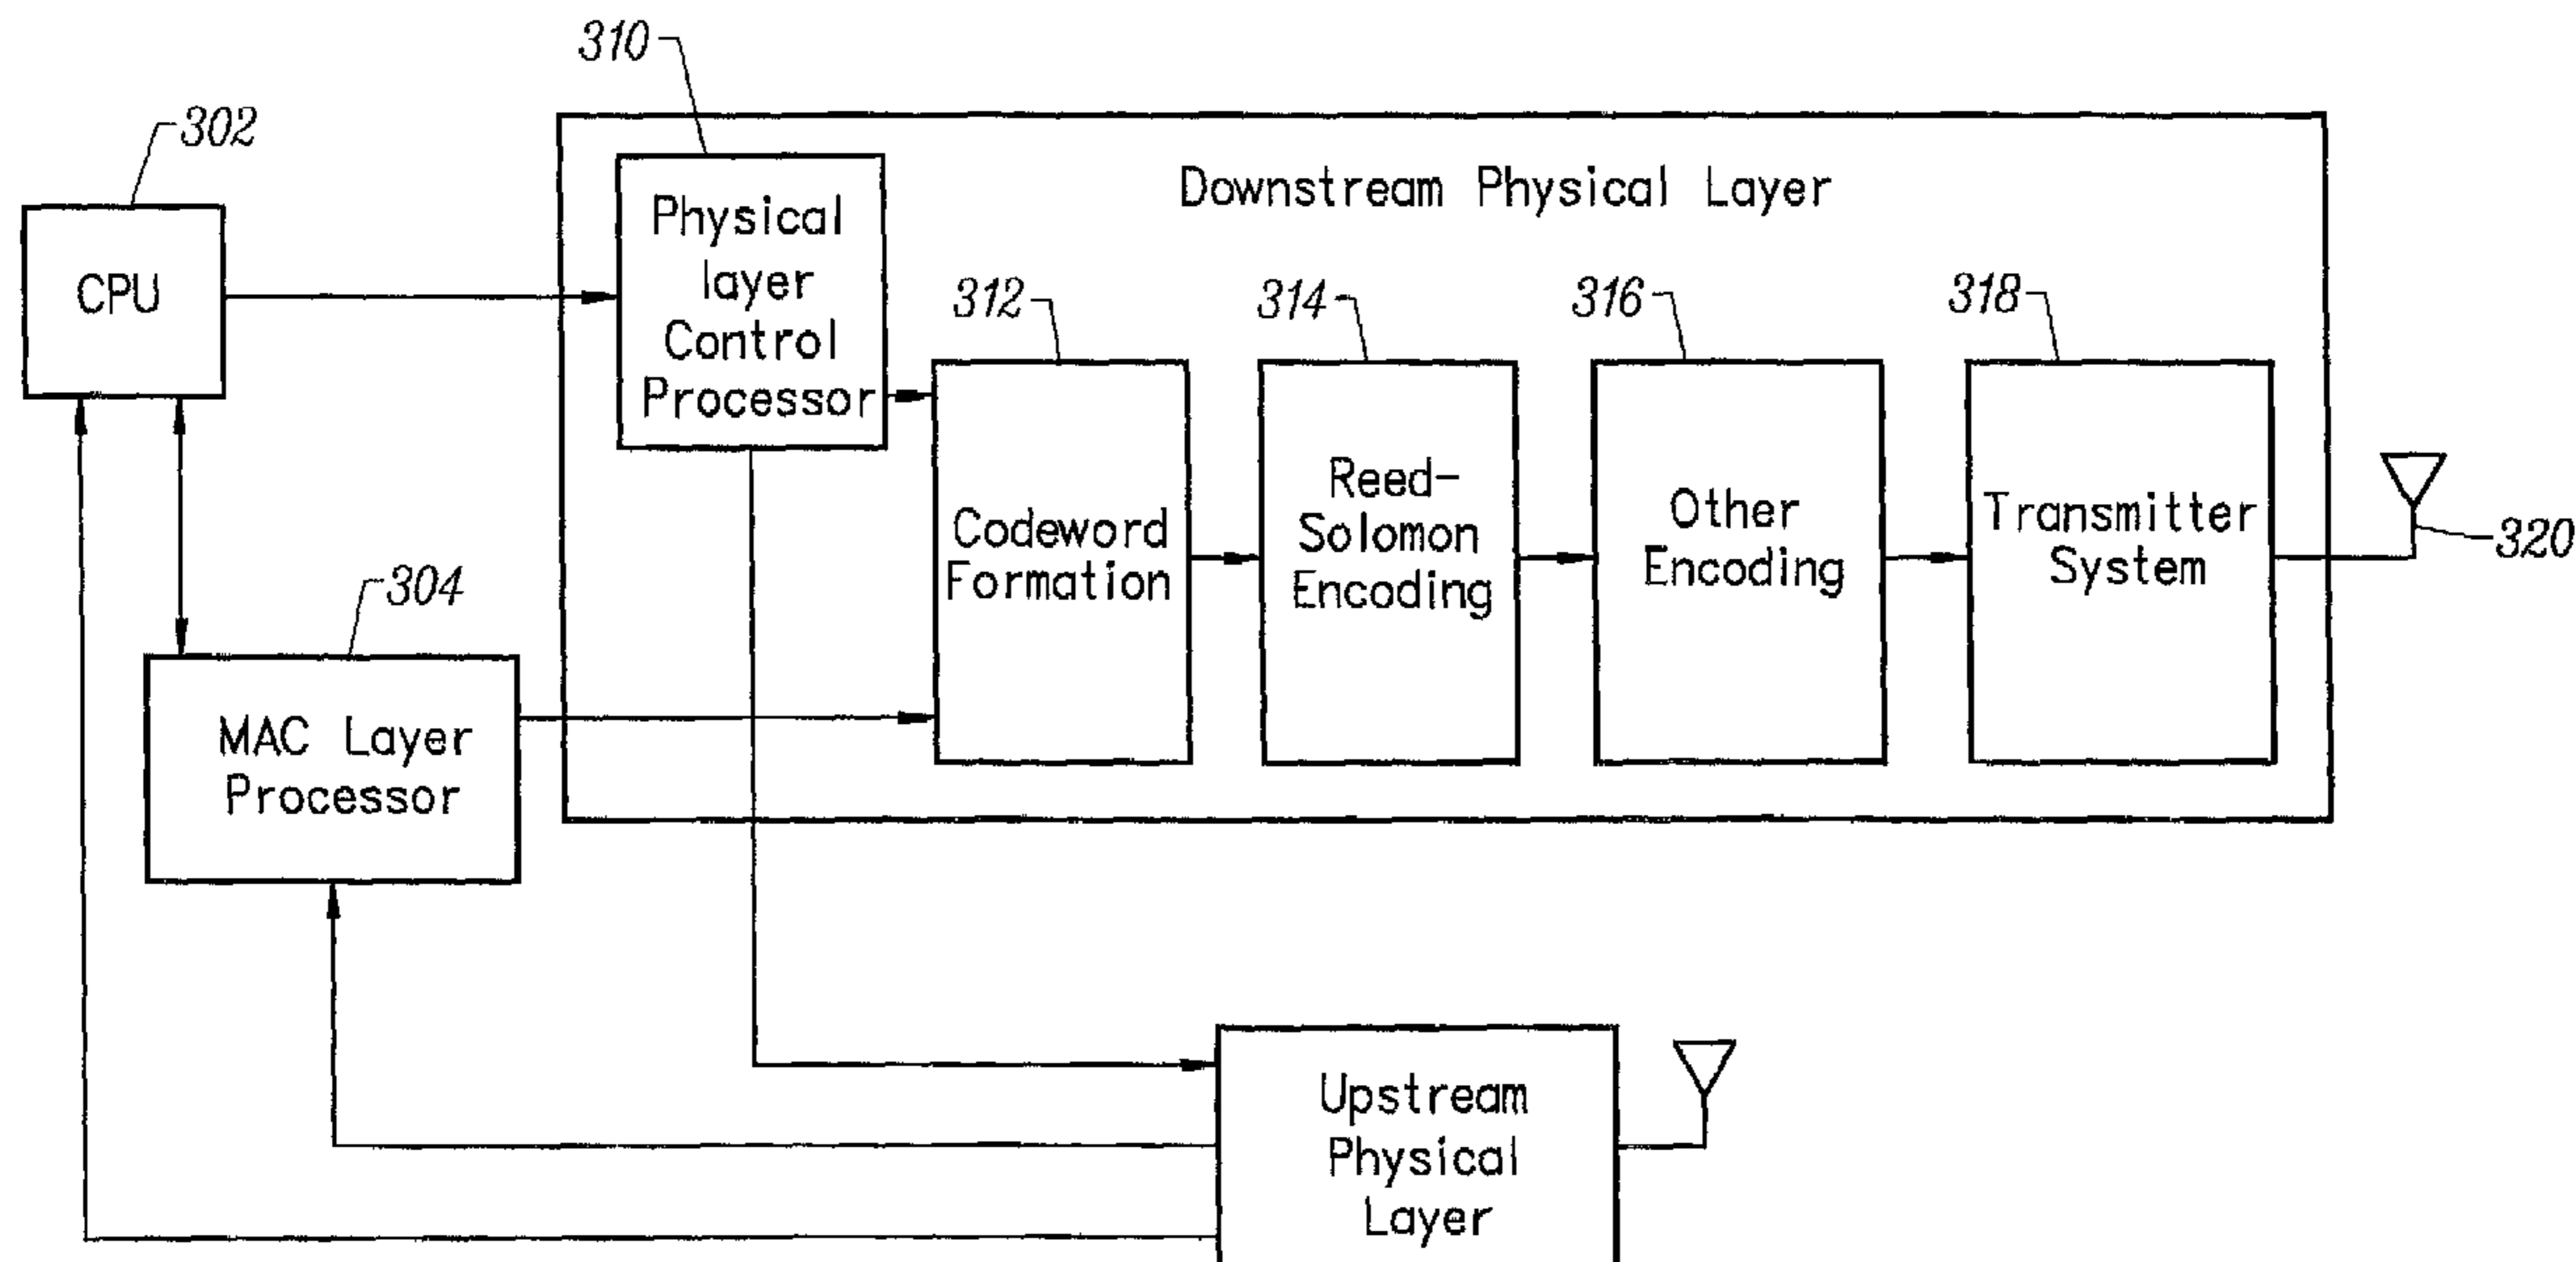 310
302
Downstream Physical Layer
Physical
layer
Control
Processor
CPU
312
314
316
318
Codeword
Formation
Reed-
Solomon
Encoding
Other
Encoding
Transmitter
System
320
304
MAC Layer
Processor
Upstream
Physical
Layer